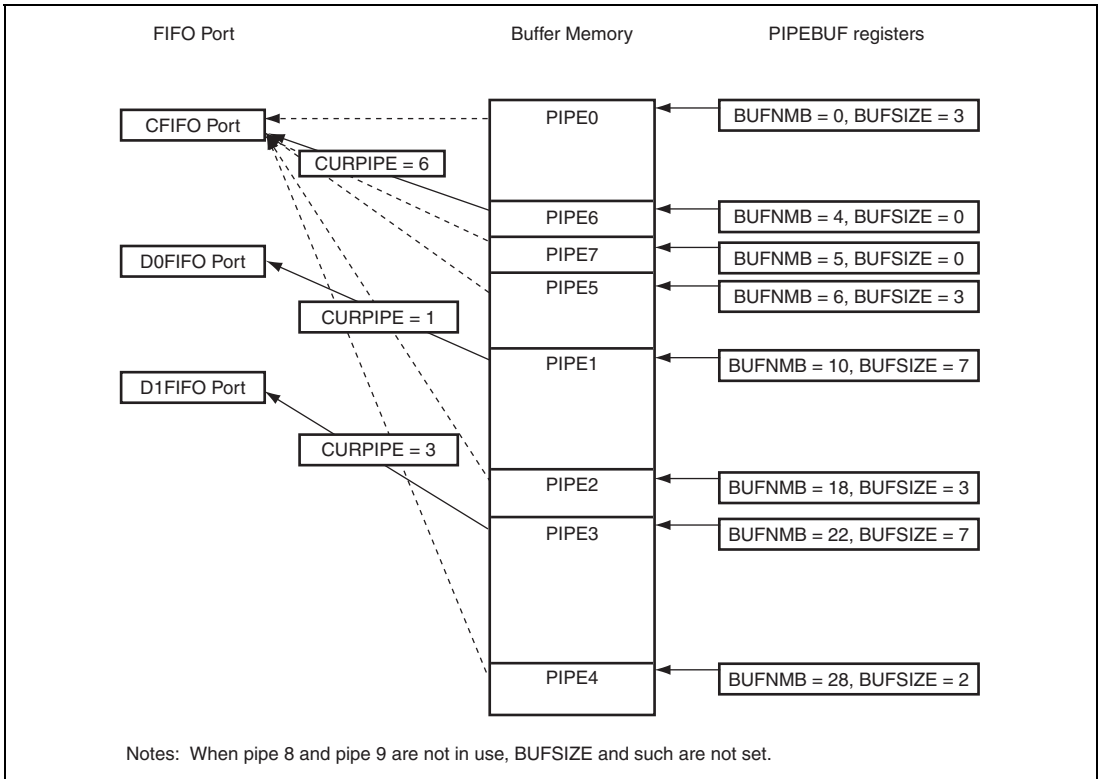 FIFO Port
Buffer Memory
PIPEBUF registers
CFIFO Port
CURPIPE = 6
D0FIFO Port
CURPIPE = 1
D1FIFO Port
CURPIPE = 3
PIPE0
PIPE6
PIPE7
PIPE5
PIPE1
PIPE2
PIPE3
PIPE4
BUFNMB = 0, BUFSIZE = 3
BUFNMB = 4, BUFSIZE = 0
BUFNMB = 5, BUFSIZE = 0
BUFNMB = 6, BUFSIZE = 3
BUFNMB = 10, BUFSIZE = 7
BUFNMB = 18, BUFSIZE = 3
BUFNMB = 22, BUFSIZE = 7
BUFNMB = 28, BUFSIZE = 2
Notes: When pipe 8 and pipe 9 are not in use, BUFSIZE and such are not set.